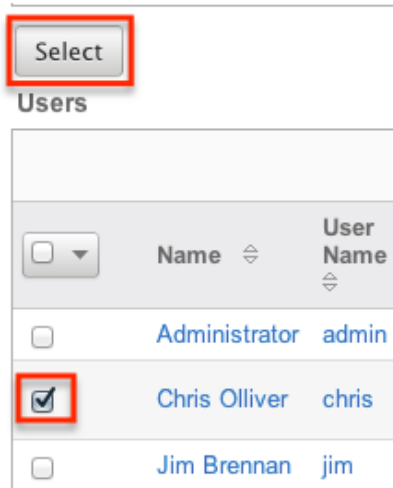 Select
Users
Name User Name
Administrator admin
Chris Olliver chris
Jim Brennan jim